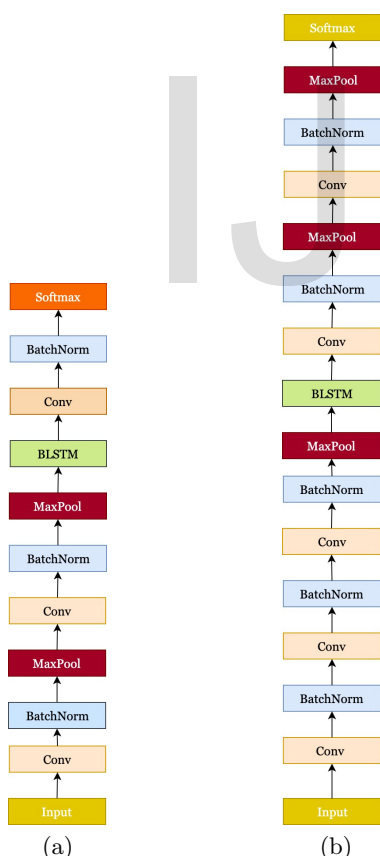 Softmax
BatchNorm
Conv
BLSTM
MaxPool
BatchNorm
Conv
MaxPool
BatchNorm
Conv
Input
(a)
Softmax
MaxPool
BatchNorm
Conv
MaxPool
BatchNorm
Conv
BLSTM
MaxPool
BatchNorm
Conv
BatchNorm
Conv
BatchNorm
Conv
Input
(b)
IJ